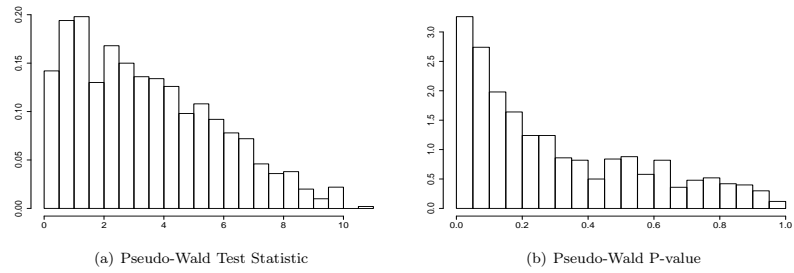 0.00 0.05 0.10 0.15 0.20
0 2 4 6 8 10
(a) Pseudo-Wald Test Statistic
0.0 0.5 1.0 1.5 2.0 2.5 3.0
0.0 0.2 0.4 0.6 0.8 1.0
(b) Pseudo-Wald P-value